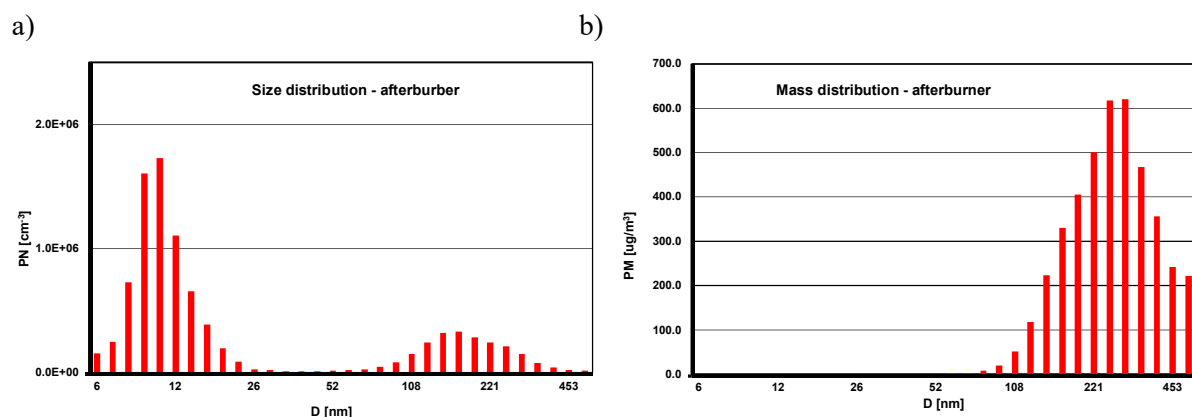 a)
Size distribution - afterburber
2.0E+06
1.0E+06
0.0E+00
PN [cm-3]
6 12 26 52 108 221 453
D [nm]
b)
Mass distribution - afterburner
700.0
600.0
500.0
400.0
300.0
200.0
100.0
0.0
PM [ug/m3]
6 12 26 52 108 221 453
D [nm]